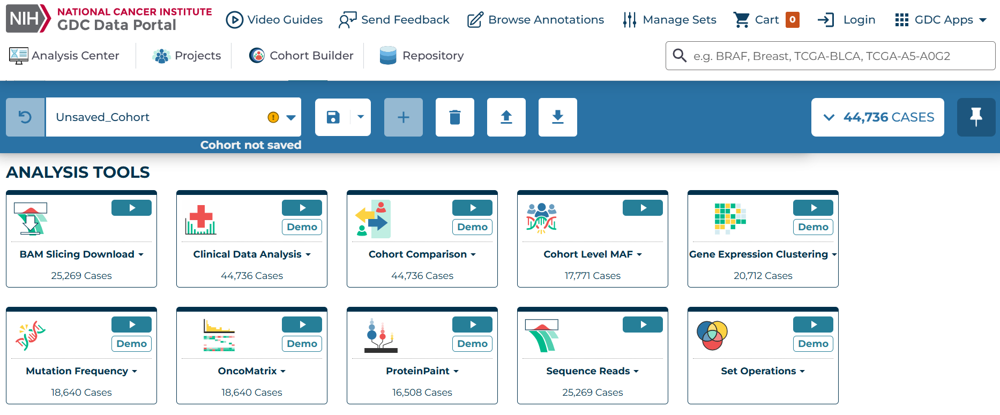 NIH NATIONAL CANCER INSTITUTE
GDC Data Portal
Video Guides
Send Feedback
Browse Annotations
Manage Sets
Cart 0
Login
GDC Apps
Analysis Center
Projects
Cohort Builder
Repository
e.g. BRAF, Breast, TCGA-BLCA, TCGA-A5-A0G2
Unsaved_Cohort
Cohort not saved
44,736 CASES
ANALYSIS TOOLS
BAM Slicing Download
25,269 Cases
Demo
Clinical Data Analysis
44,736 Cases
Demo
Cohort Comparison
44,736 Cases
Cohort Level MAF
17,771 Cases
Demo
Gene Expression Clustering
20,712 Cases
Demo
Mutation Frequency
18,640 Cases
Demo
OncoMatrix
18,640 Cases
Demo
ProteinPaint
16,508 Cases
Sequence Reads
25,269 Cases
Demo
Set Operations